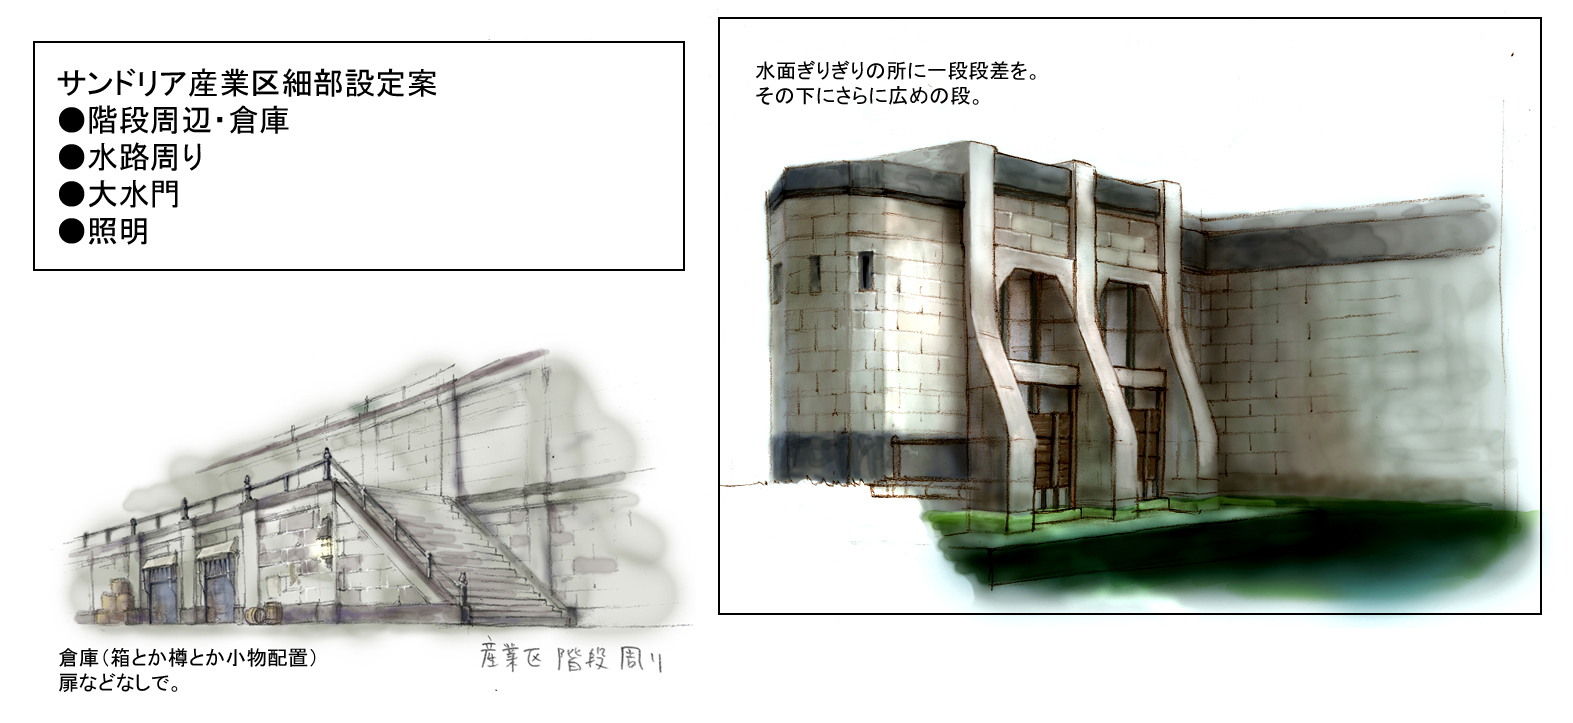 サンドリア産業区細部設定案
●階段周辺・倉庫
●水路周り
●大水門
●照明
水面ぎりぎりの所に一段段差を。
その下にさらに広めの段。
倉庫（箱とか樽とか小物配置）
扉などなしで。
産業区 階段 周り